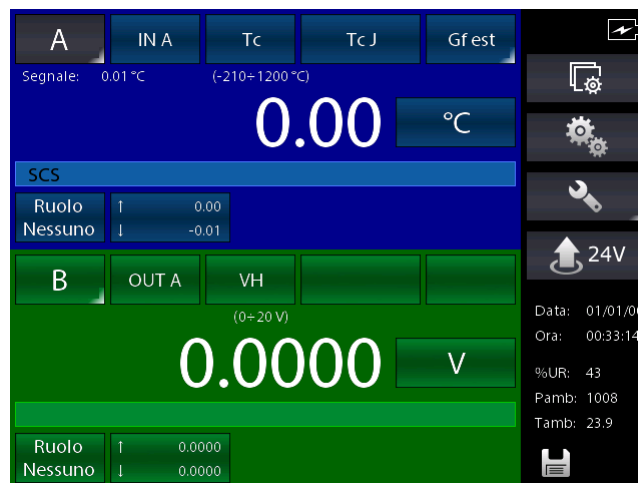 A IN A Tc Tc J Gf est
Segnale: 0.01 °C (-210÷1200 °C)
0.00 °C
SCS
Ruolo Nessuno ↑ 0.00
↓ -0.01
B OUT A VH
(0÷20 V)
0.0000 V
Ruolo Nessuno ↑ 0.0000
↓ 0.0000
24V
Data: 01/01/0
Ora: 00:33:14
%UR: 43
Pamb: 1008
Tamb: 23.9